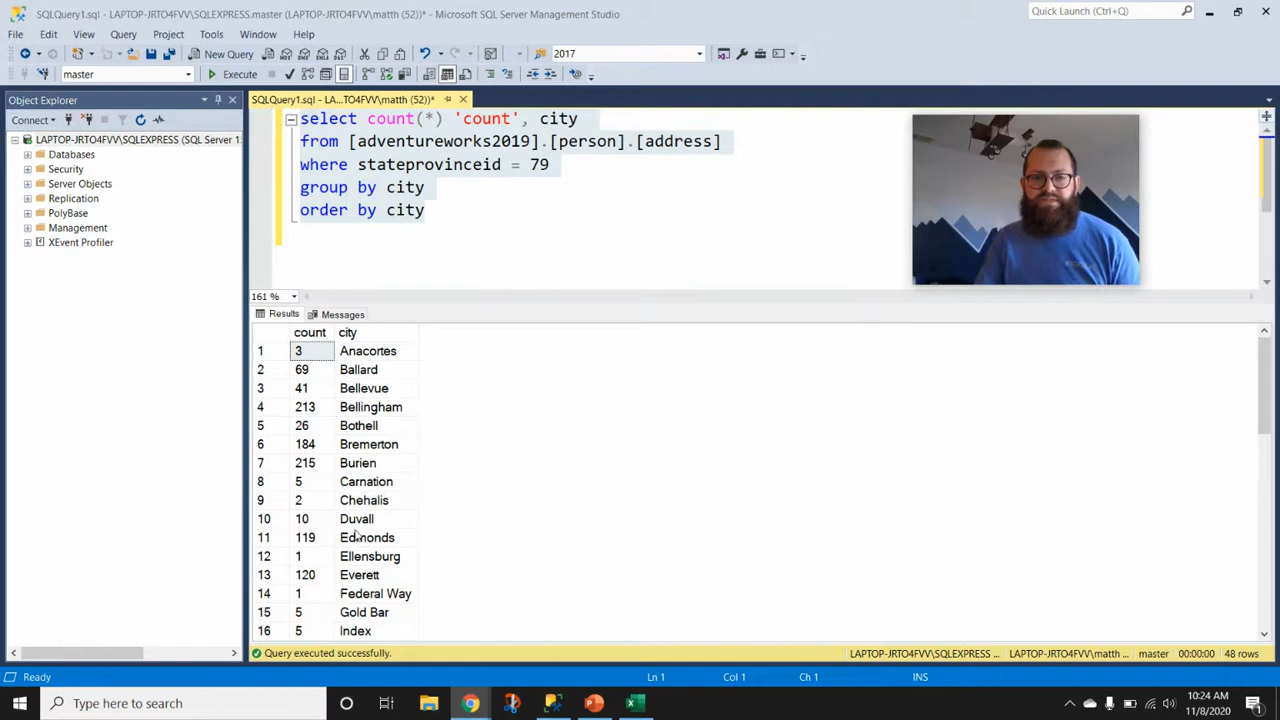 SQLQuery1.sql - LAPTOP-JRTO4FVV\SQLEXPRESS.master (LAPTOP-JRTO4FVV\matth (52))* - Microsoft SQL Server Management Studio
Quick Launch (Ctrl+Q)
File Edit View Query Project Tools Window Help
New Query
2017
master
Execute
Object Explorer
Connect
LAPTOP-JRTO4FVV\SQLEXPRESS (SQL Server 1
Databases
Security
Server Objects
Replication
PolyBase
Management
XEvent Profiler
SQLQuery1.sql - LA...TO4FVV\matth (52))*
select count(*) 'count', city
from [adventureworks2019].[person].[address]
where stateprovinceid = 79
group by city
order by city
161 %
Results Messages
count city
1 3 Anacortes
2 69 Ballard
3 41 Bellevue
4 213 Bellingham
5 26 Bothell
6 184 Bremerton
7 215 Burien
8 5 Carnation
9 2 Chehalis
10 10 Duvall
11 119 Edmonds
12 1 Ellensburg
13 120 Everett
14 1 Federal Way
15 5 Gold Bar
16 5 Index
Query executed successfully.
LAPTOP-JRTO4FVV\SQLEXPRESS ... LAPTOP-JRTO4FVV\matth ... master 00:00:00 48 rows
Ready Ln 1 Col 1 Ch 1 INS
Type here to search
10:24 AM
11/8/2020